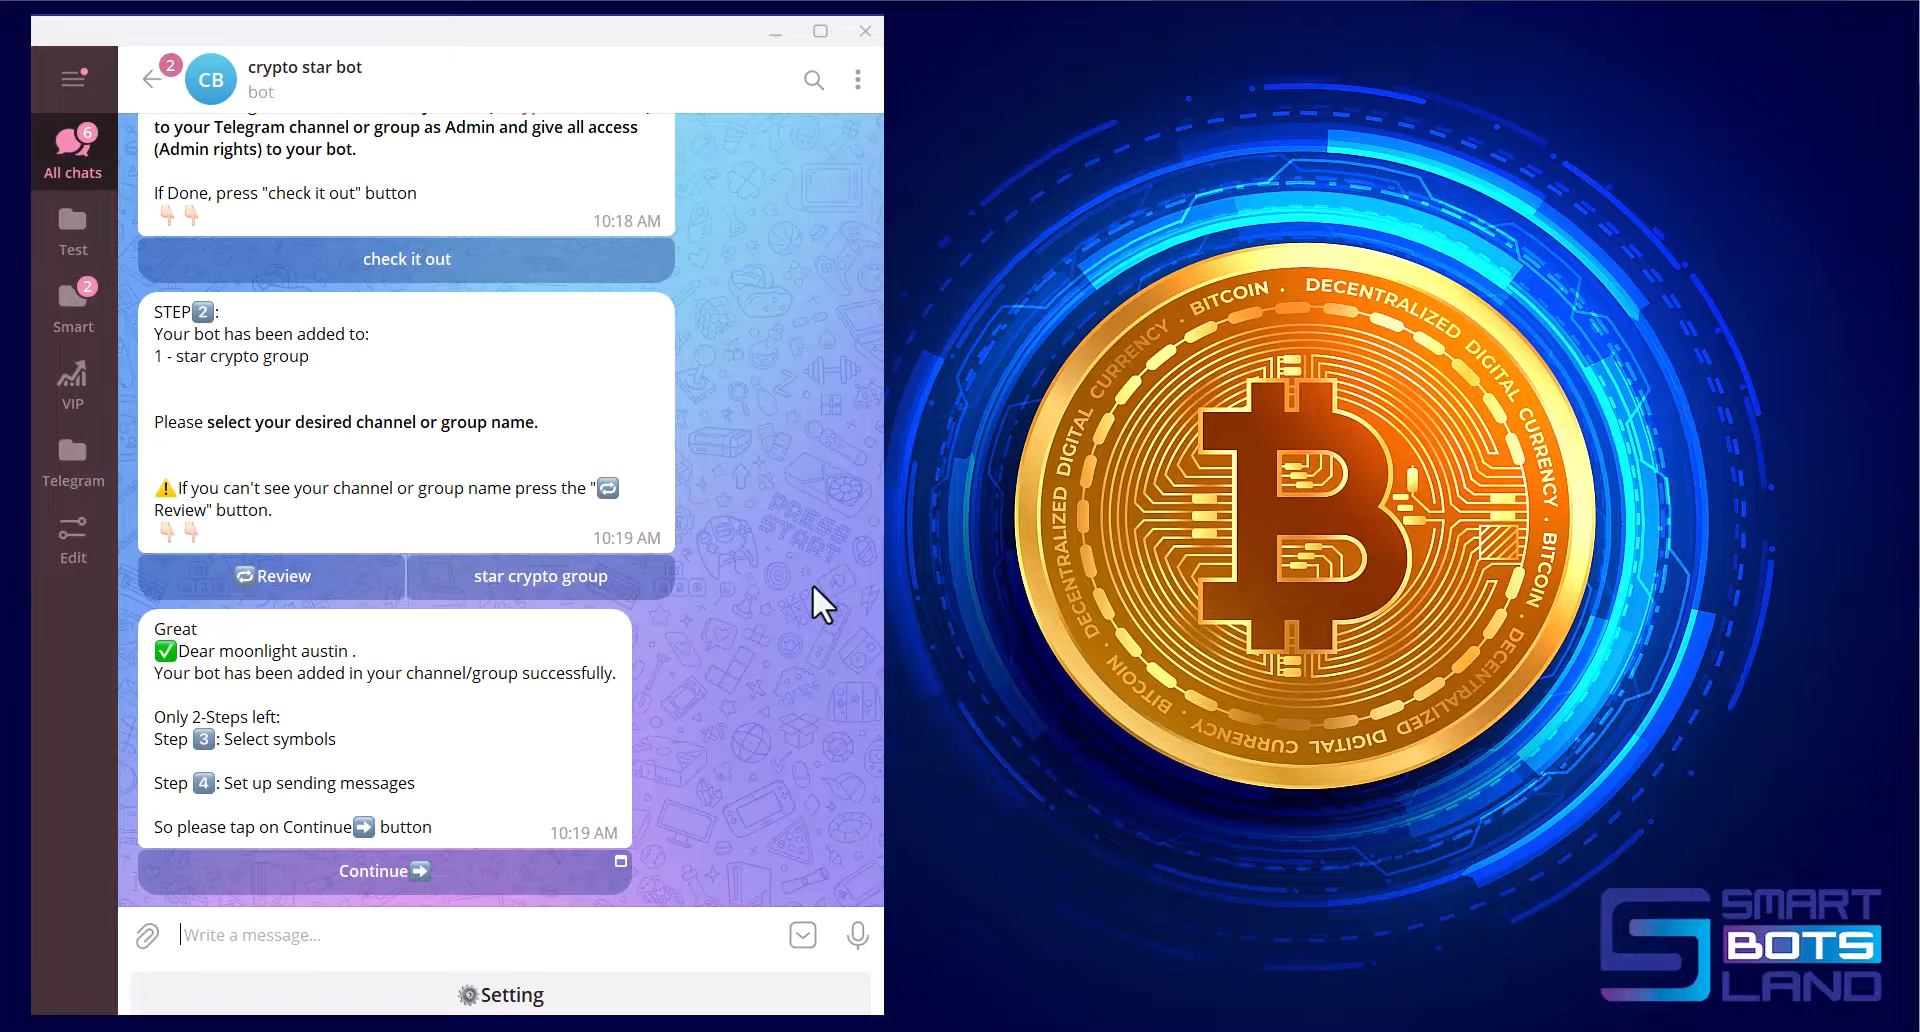 2
CB
crypto star bot
bot
6
All chats
Test
2
Smart
VIP
Telegram
Edit
to your Telegram channel or group as Admin and give all access
(Admin rights) to your bot.
If Done, press "check it out" button
👇🏻 👇🏻
10:18 AM
check it out
STEP2️⃣:
Your bot has been added to:
1 - star crypto group
Please select your desired channel or group name.
⚠️If you can't see your channel or group name press the "🔁
Review" button.
👇🏻 👇🏻
10:19 AM
🔁Review
star crypto group
Great
✅Dear moonlight austin .
Your bot has been added in your channel/group successfully.
Only 2-Steps left:
Step 3️⃣: Select symbols
Step 4️⃣: Set up sending messages
So please tap on Continue➡️ button
10:19 AM
Continue➡️
Write a message...
⚙️Setting
BITCOIN . DECENTRALIZED DIGITAL CURRENCY . BITCOIN . DECENTRALIZED DIGITAL CURRENCY . BITCOIN . DECENTRALIZED DIGITAL CURRENCY .
SMART
BOTS
LAND